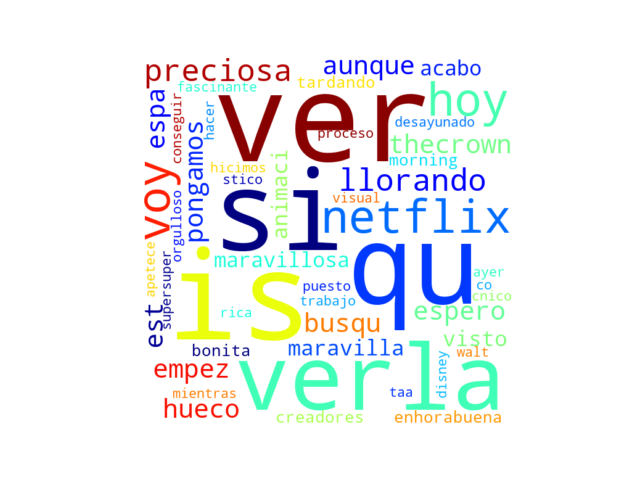 preciosa
aunque
acabo
fascinante
tardando
ver
hoy
espa
conseguir
hacer
desayunado
proceso
thecrown
pongamos
morning
voy
hicimos
animaci
llorando
stico
si
visual
orgulloso
netflix
maravillosa
qu
apetece
supersuper
is
ayer
co
puesto
cnico
trabajo
est
rica
busqu
espero
visto
bonita
maravilla
walt
verla
empez
disney
mientras
taa
hueco
creadores
enhorabuena